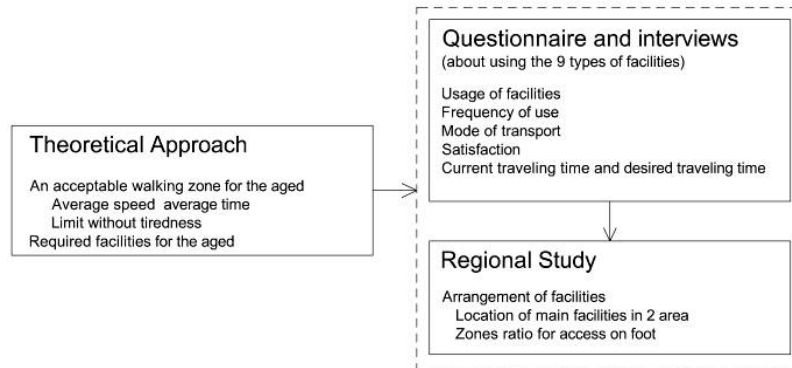 Theoretical Approach
An acceptable walking zone for the aged
Average speed average time
Limit without tiredness
Required facilities for the aged
Questionnaire and interviews
(about using the 9 types of facilities)
Usage of facilities
Frequency of use
Mode of transport
Satisfaction
Current traveling time and desired traveling time
Regional Study
Arrangement of facilities
Location of main facilities in 2 area
Zones ratio for access on foot